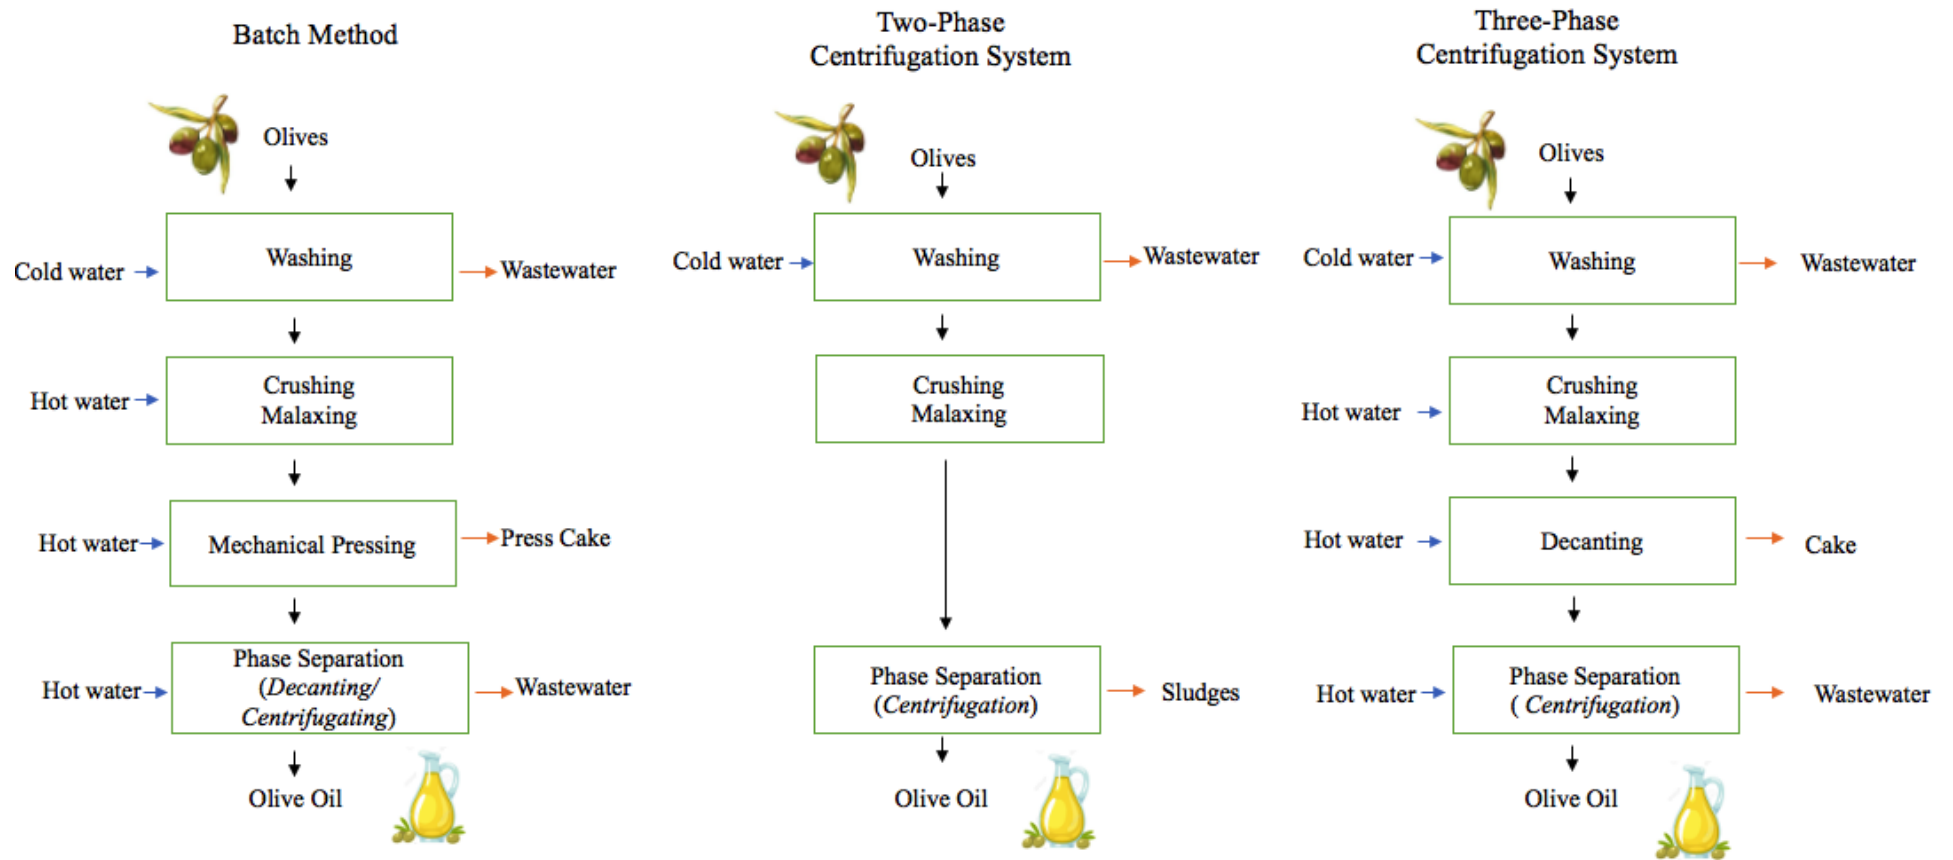 Batch Method
Olives
Cold water
Washing
Wastewater
Hot water
Crushing
Malaxing
Hot water
Mechanical Pressing
Press Cake
Hot water
Phase Separation
(Decanting/
Centrifugating)
Wastewater
Olive Oil
Two-Phase
Centrifugation System
Olives
Cold water
Washing
Wastewater
Crushing
Malaxing
Phase Separation
(Centrifugation)
Sludges
Olive Oil
Three-Phase
Centrifugation System
Olives
Cold water
Washing
Wastewater
Hot water
Crushing
Malaxing
Hot water
Decanting
Cake
Hot water
Phase Separation
( Centrifugation)
Wastewater
Olive Oil